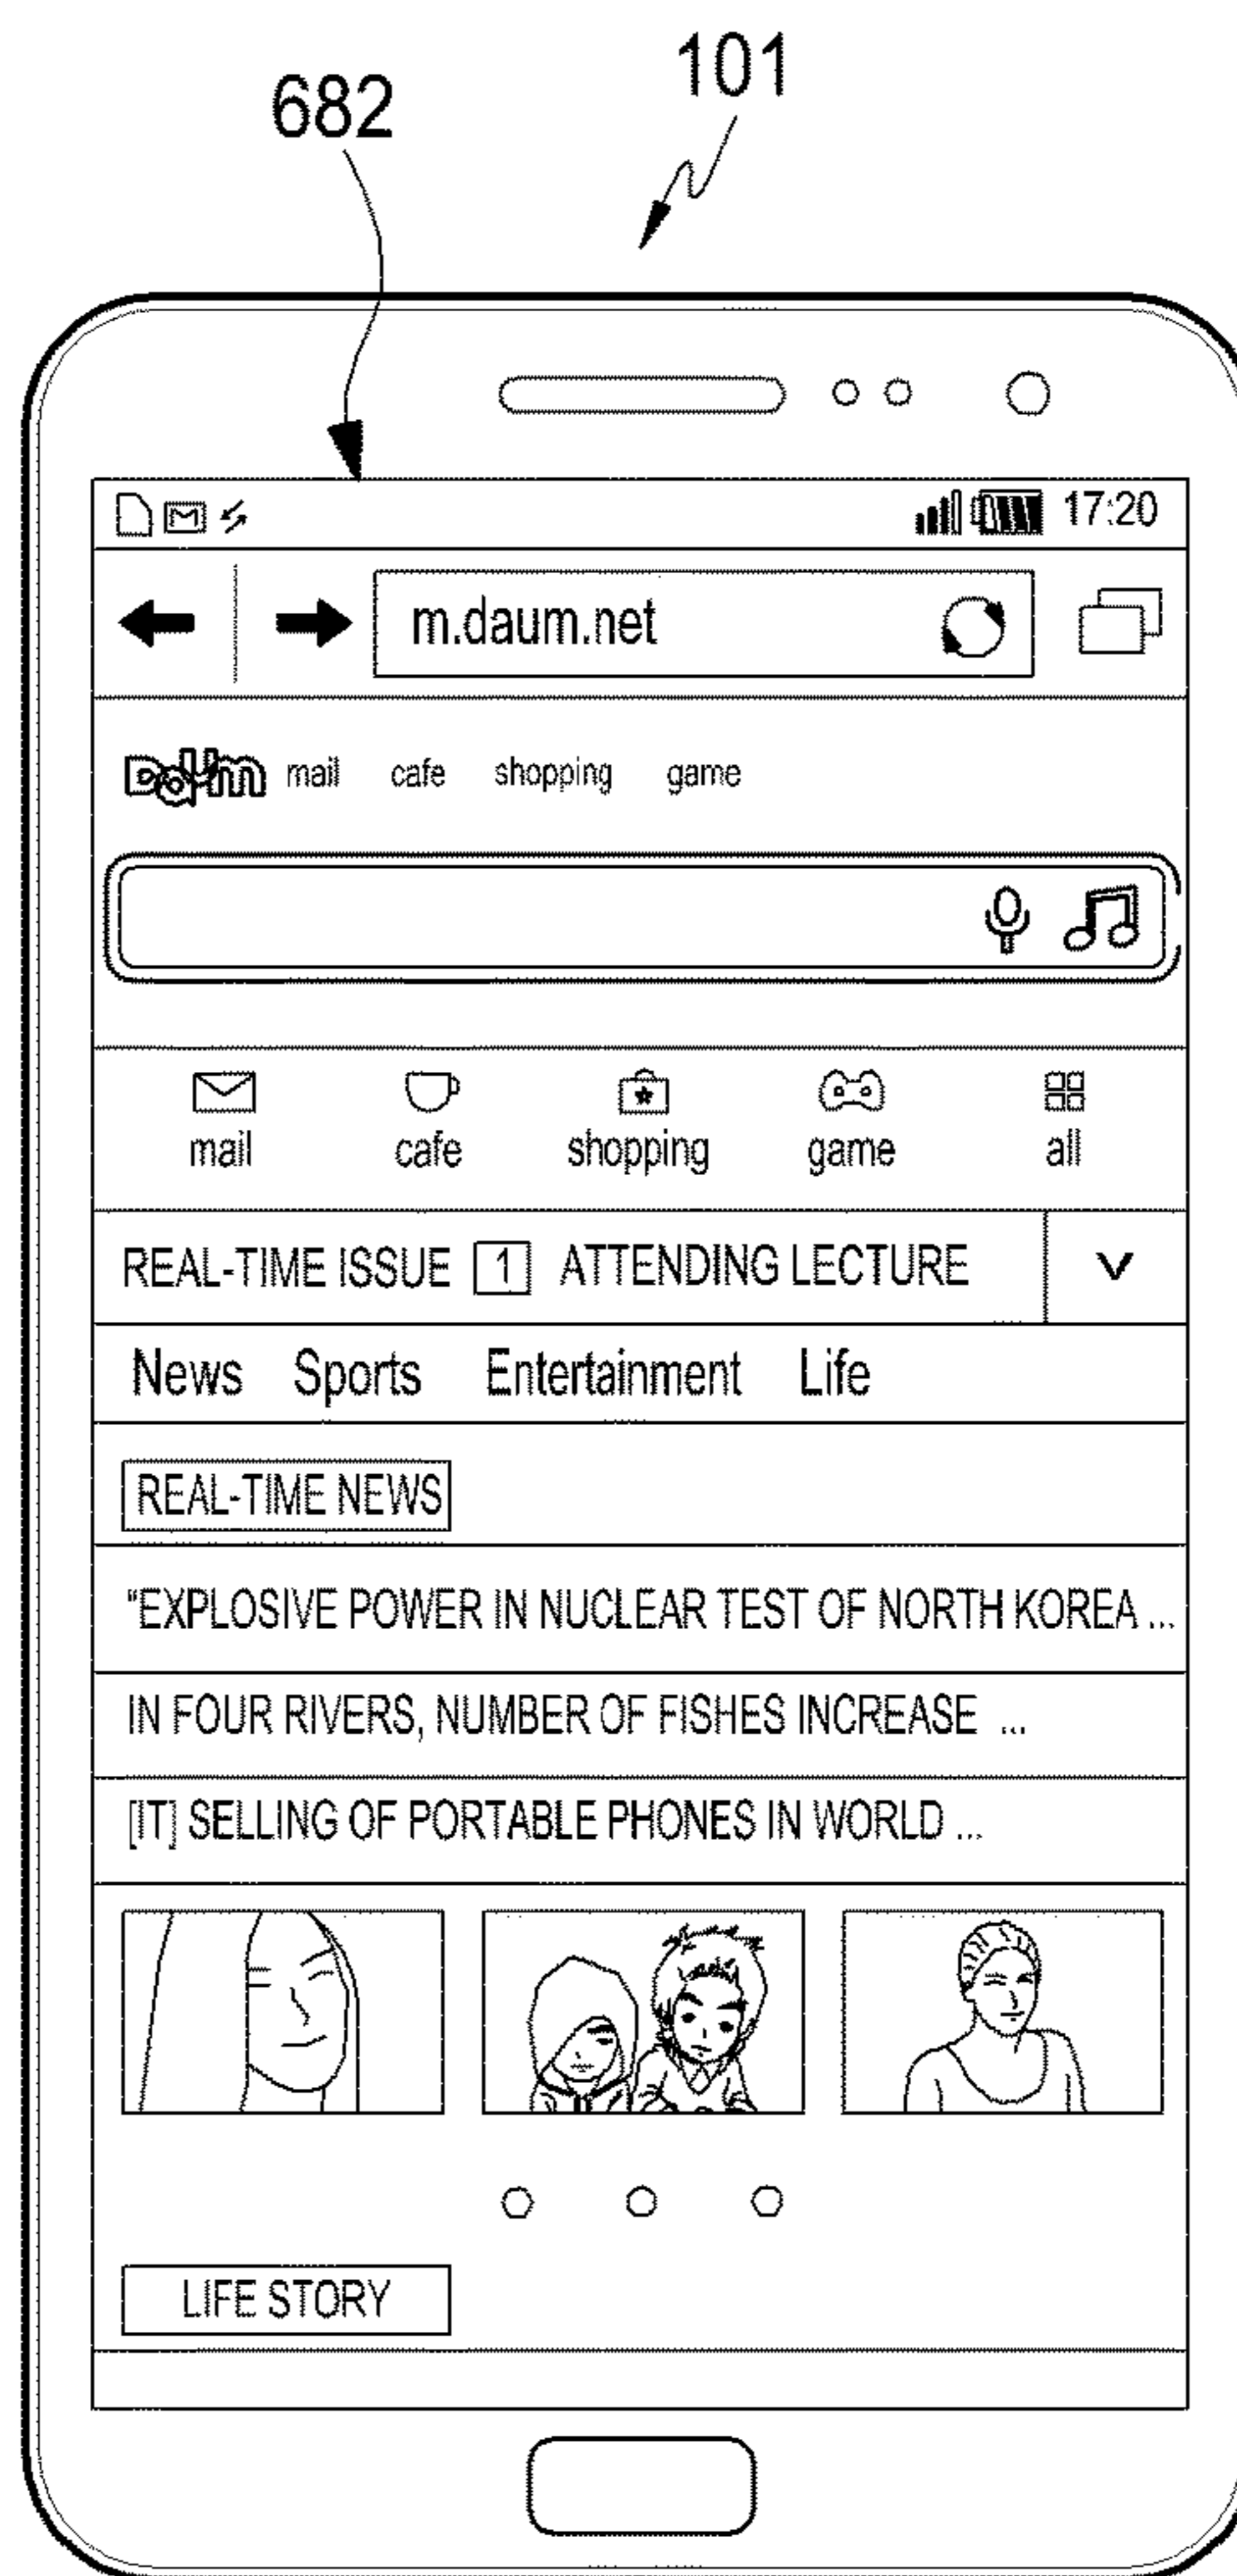 101
682
17:20
m.daum.net
Daum mail cafe shopping game
mail cafe shopping game all
REAL-TIME ISSUE 1 ATTENDING LECTURE
News Sports Entertainment Life
REAL-TIME NEWS
"EXPLOSIVE POWER IN NUCLEAR TEST OF NORTH KOREA ...
IN FOUR RIVERS, NUMBER OF FISHES INCREASE ...
[IT] SELLING OF PORTABLE PHONES IN WORLD ...
LIFE STORY